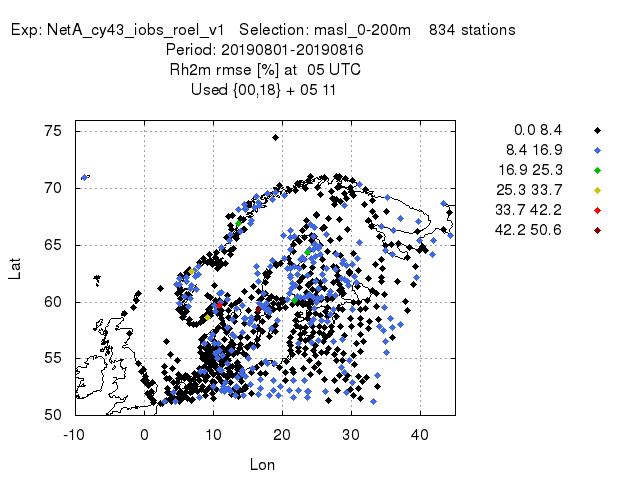 Exp: NetA_cy43_iobs_roel_v1   Selection: masl_0-200m    834 stations
Period: 20190801-20190816
Rh2m rmse [%] at  05 UTC
Used {00,18} + 05 11
75
70
65
60
55
50
Lat
-10 0 10 20 30 40
Lon
0.0 8.4
8.4 16.9
16.9 25.3
25.3 33.7
33.7 42.2
42.2 50.6